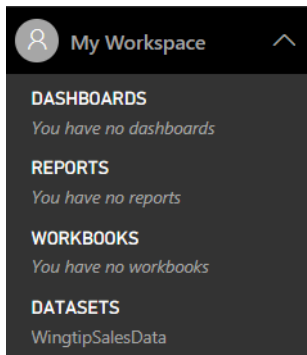 My Workspace
DASHBOARDS
You have no dashboards
REPORTS
You have no reports
WORKBOOKS
You have no workbooks
DATASETS
WingtipSalesData